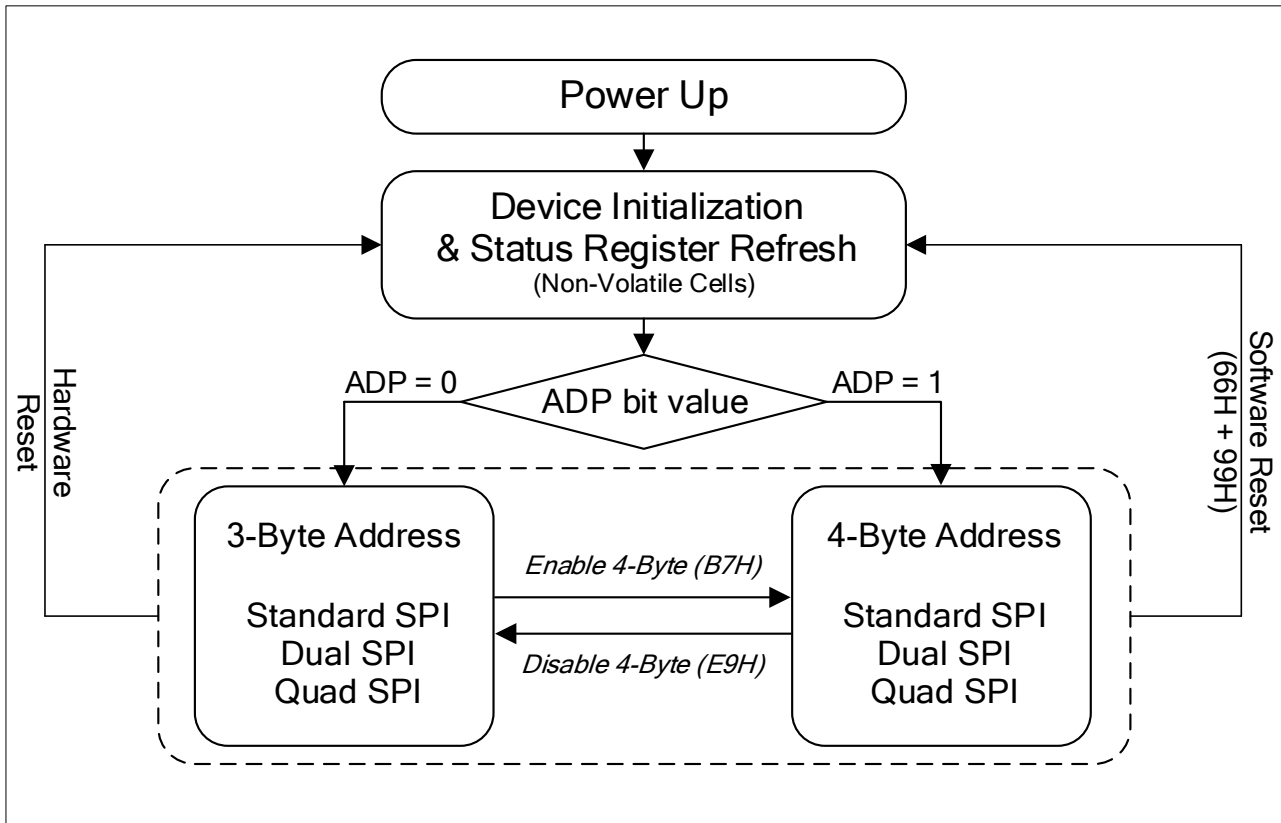 Power Up
Device Initialization
& Status Register Refresh
(Non-Volatile Cells)
ADP = 0
ADP bit value
ADP = 1
Hardware
Reset
Software Reset
(66H + 99H)
3-Byte Address
Standard SPI
Dual SPI
Quad SPI
Enable 4-Byte (B7H)
Disable 4-Byte (E9H)
4-Byte Address
Standard SPI
Dual SPI
Quad SPI